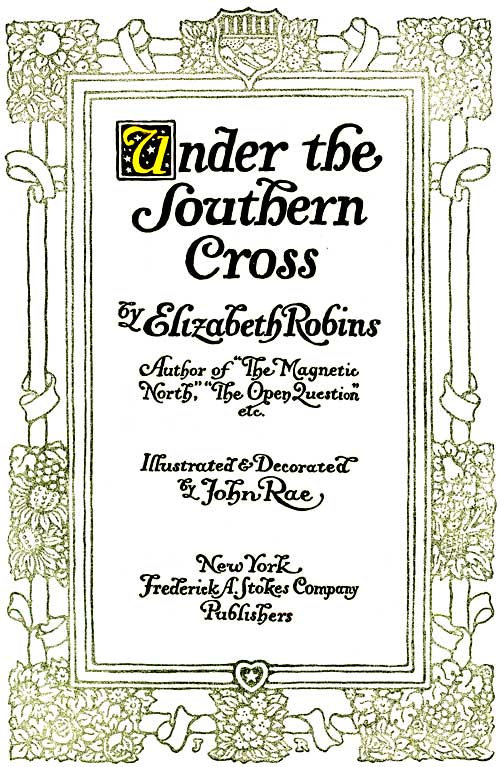 Under the
Southern
Cross
by Elizabeth Robins
Author of "The Magnetic
North," "The Open Question"
etc.
Illustrated & Decorated
by John Rae
New York
Frederick A. Stokes Company
Publishers
J R